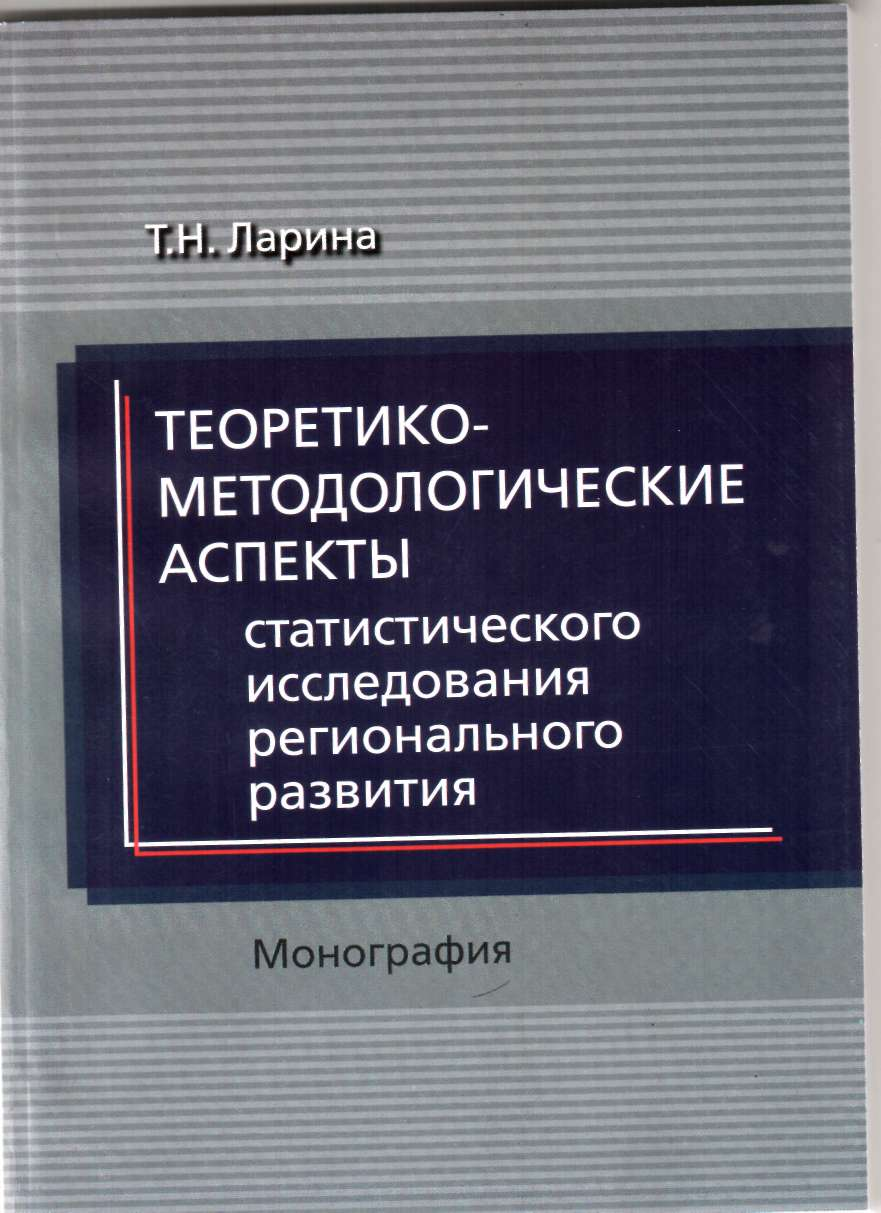 Т.Н. Ларина
ТЕОРЕТИКО-
МЕТОДОЛОГИЧЕСКИЕ
АСПЕКТЫ
статистического
исследования
регионального
развития
Монография